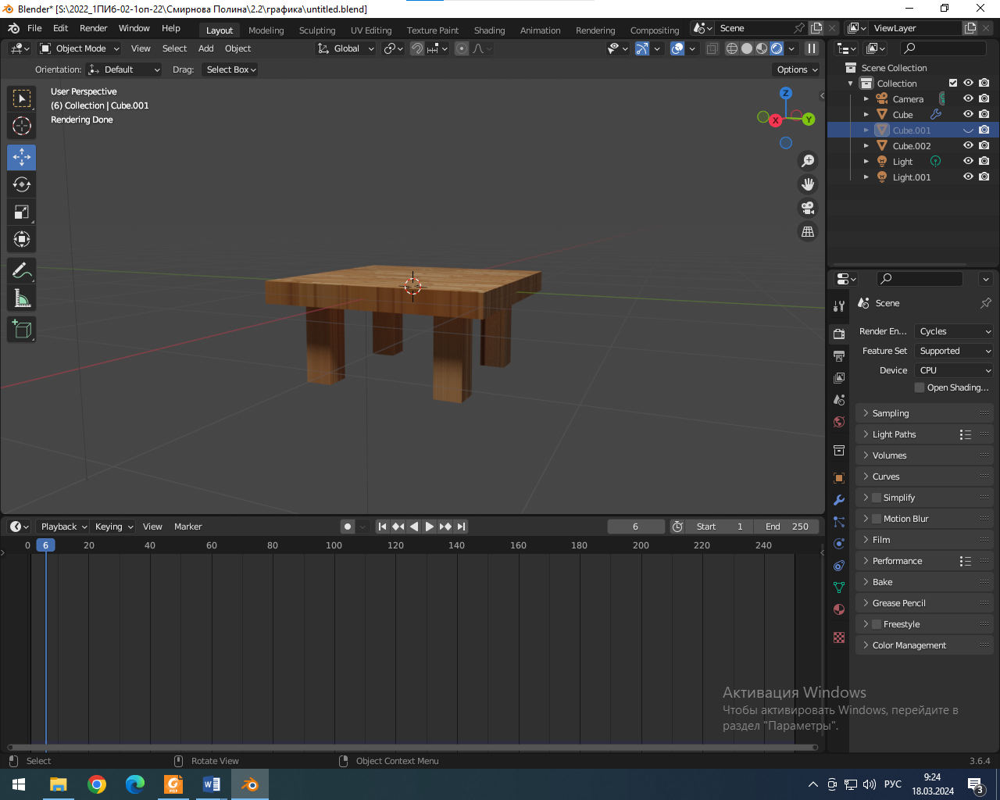 Blender* [S:\2022_1ПИб-02-1оп-22\Смирнова Полина\2.2\графика\untitled.blend]
File Edit Render Window Help Layout Modeling Sculpting UV Editing Texture Paint Shading Animation Rendering Compositing Scene ViewLayer
Object Mode View Select Add Object Global
Orientation: Default Drag: Select Box Options
User Perspective
(6) Collection | Cube.001
Rendering Done
Z
X
Y
Scene Collection
Collection
Camera
Cube
Cube.001
Cube.002
Light
Light.001
Scene
Render En... Cycles
Feature Set Supported
Device CPU
Open Shading...
Sampling
Light Paths
Volumes
Curves
Simplify
Motion Blur
Film
Performance
Bake
Grease Pencil
Freestyle
Color Management
Playback Keying View Marker 6 Start 1 End 250
0 6 20 40 60 80 100 120 140 160 180 200 220 240
Активация Windows
Чтобы активировать Windows, перейдите в
раздел "Параметры".
Select Rotate View Object Context Menu 3.6.4
PDF
РУС
9:24
18.03.2024
3